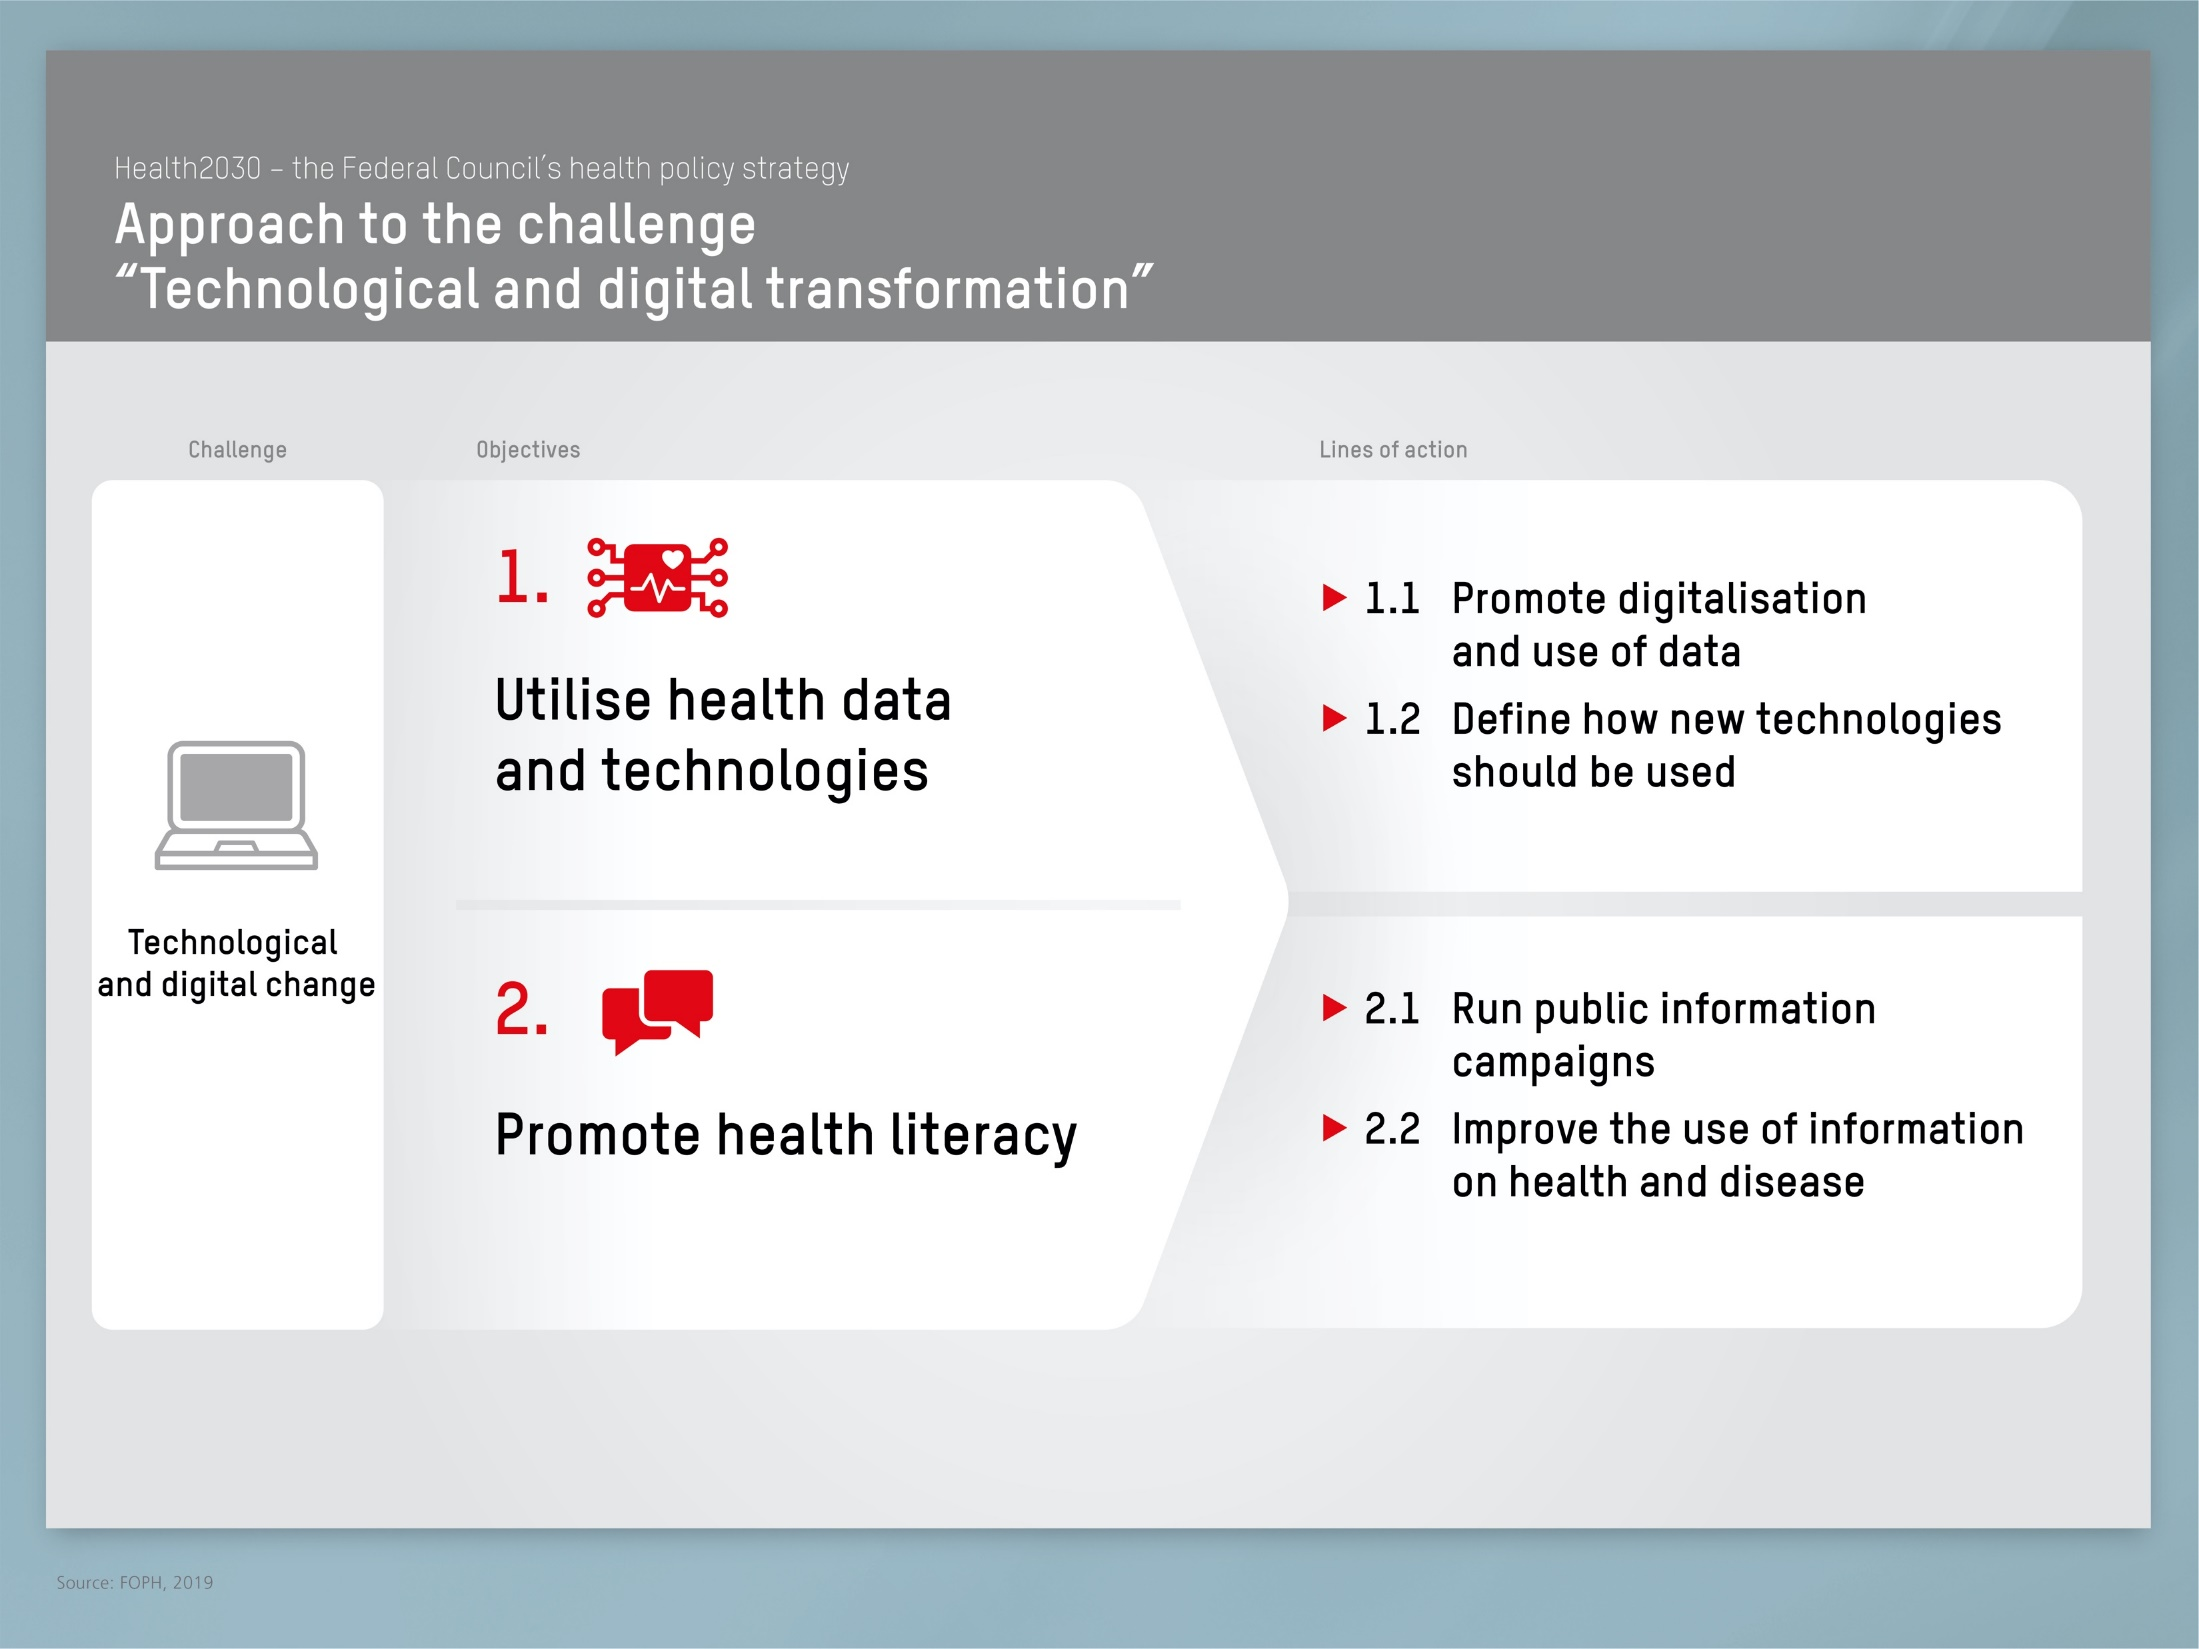 Health2030 – the Federal Council´s health policy strategy
Approach to the challenge
“Technological and digital transformation”
Challenge
Objectives
Lines of action
Technological
and digital change
1.
Utilise health data
and technologies
2.
Promote health literacy
1.1 Promote digitalisation
and use of data
1.2 Define how new technologies
should be used
2.1 Run public information
campaigns
2.2 Improve the use of information
on health and disease
Source: FOPH, 2019